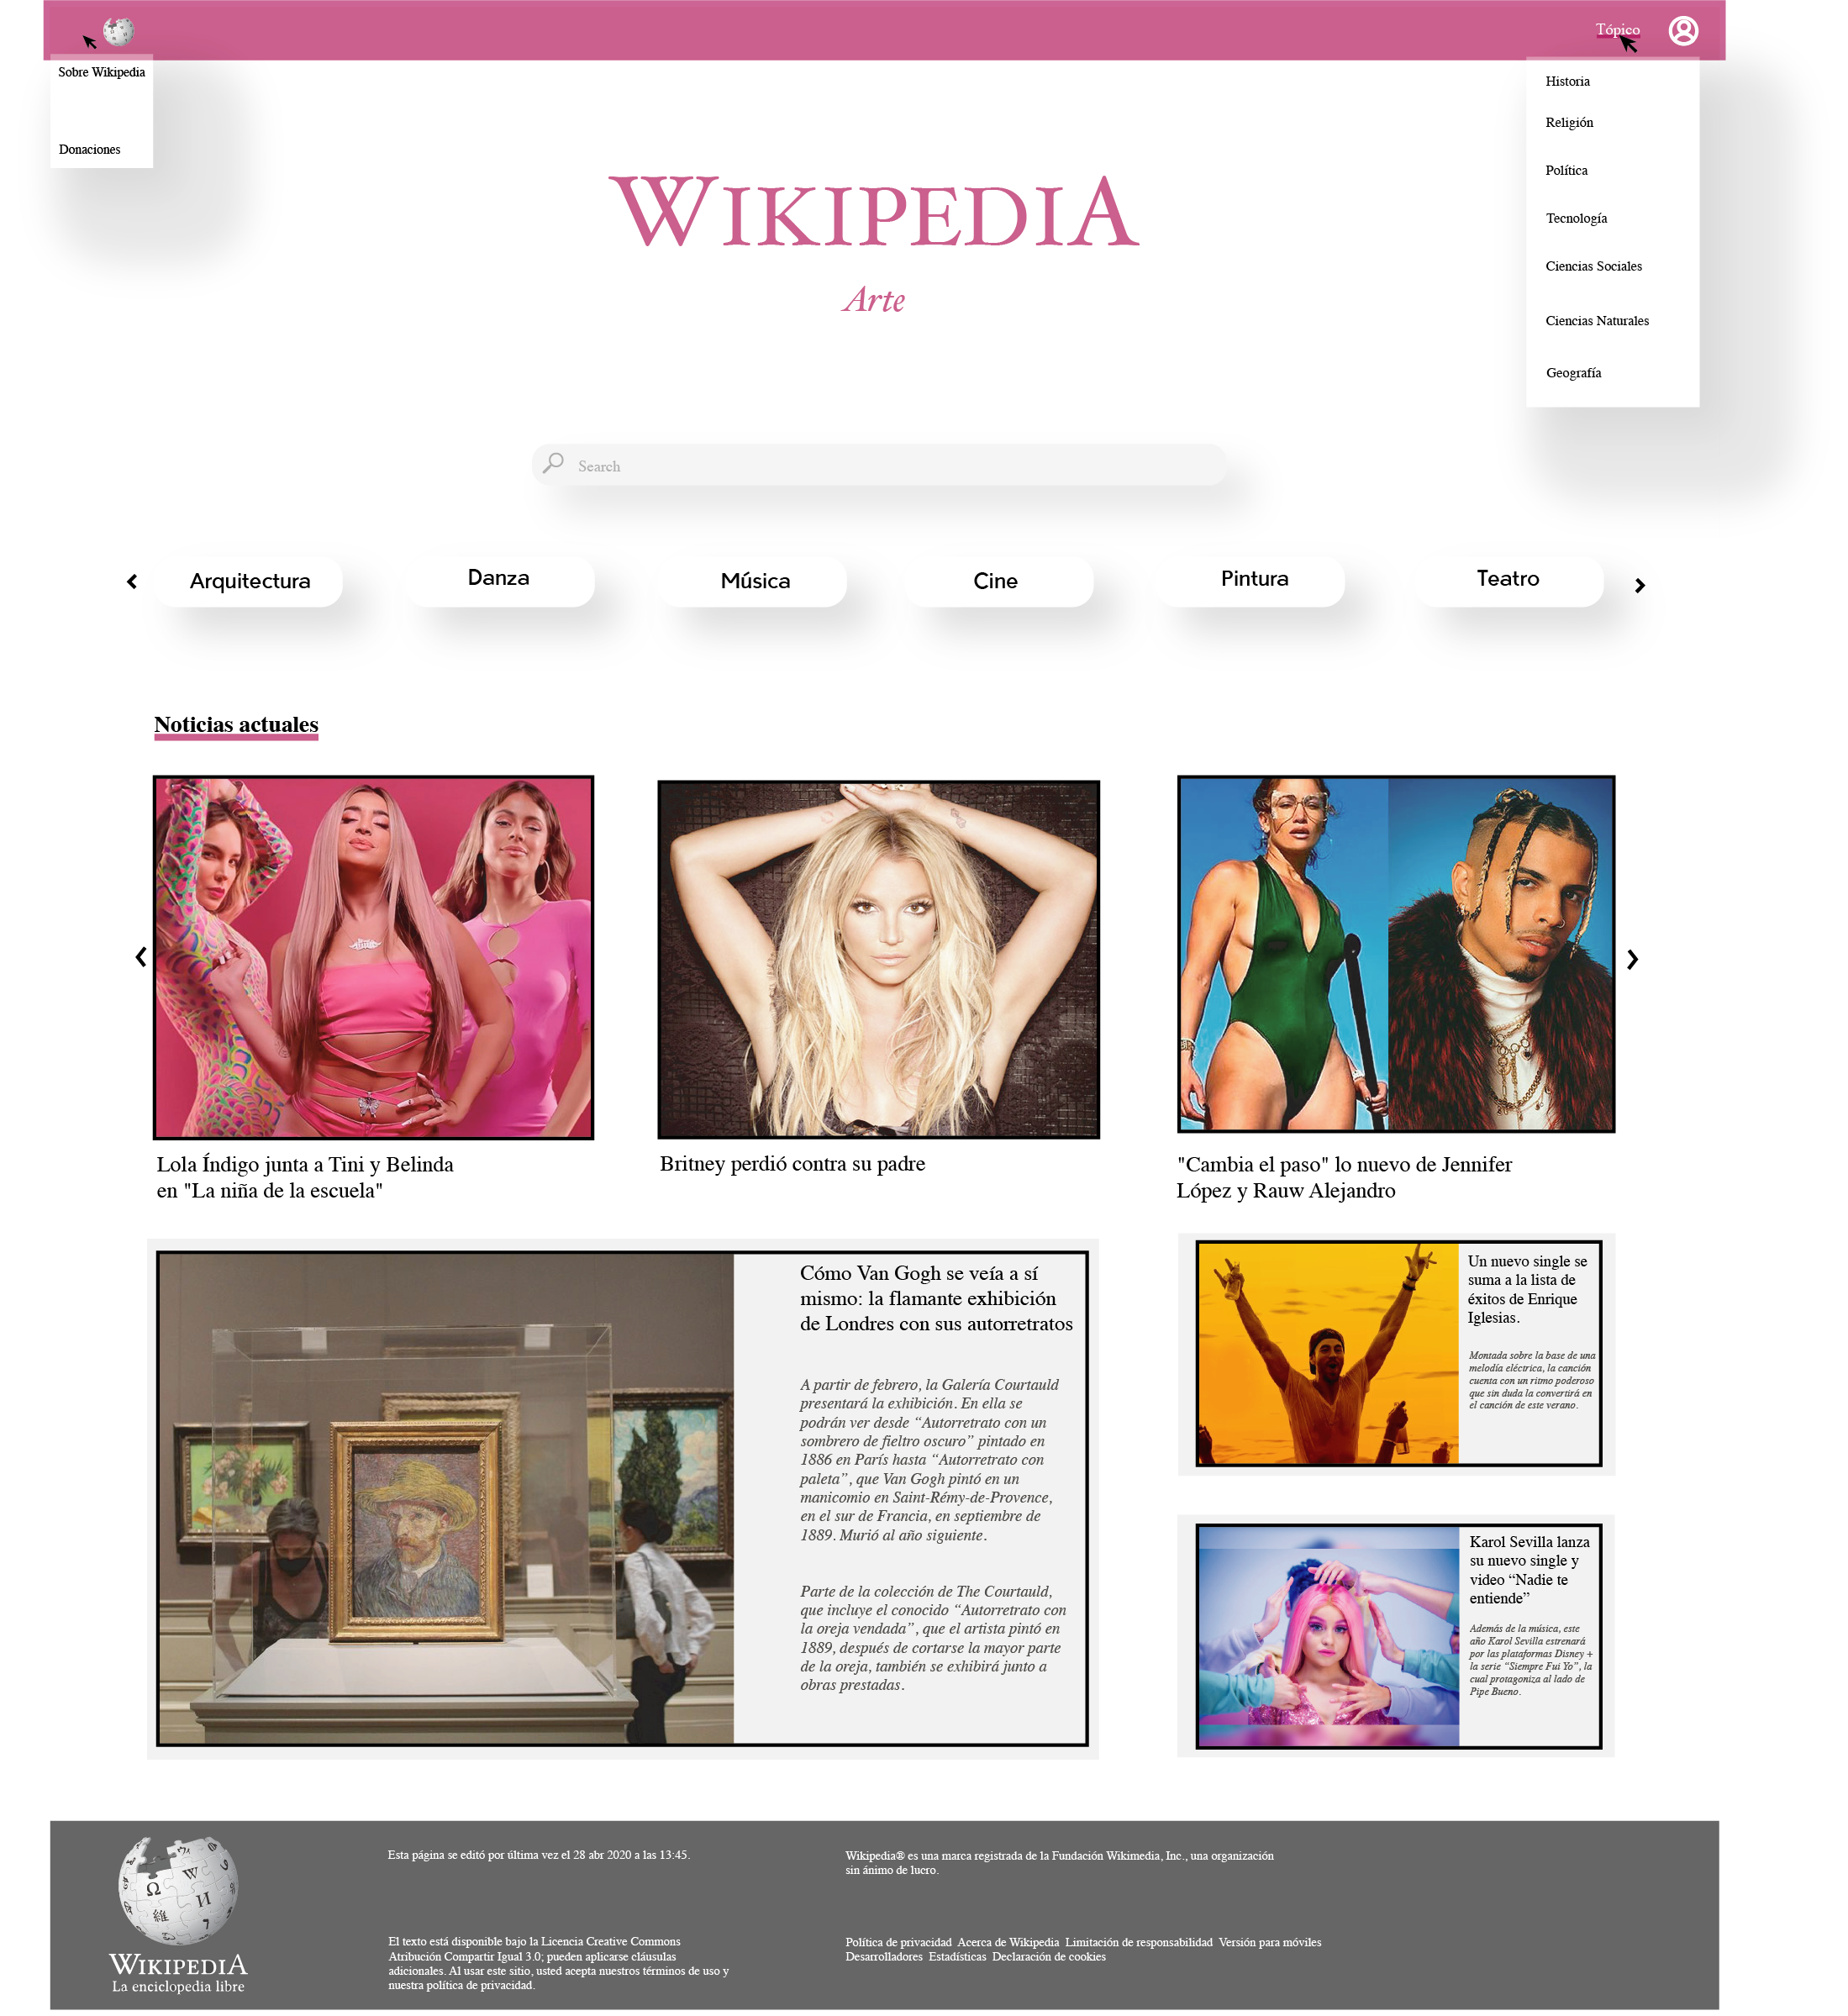 Tópico
Sobre Wikipedia
Donaciones
Historia
Religión
Política
Tecnología
Ciencias Sociales
Ciencias Naturales
Geografía
WIKIPEDIA
Arte
Search
Arquitectura
Danza
Música
Cine
Pintura
Teatro
Noticias actuales
Lola Índigo junta a Tini y Belinda
en "La niña de la escuela"
Britney perdió contra su padre
"Cambia el paso" lo nuevo de Jennifer
López y Rauw Alejandro
Cómo Van Gogh se veía a sí
mismo: la flamante exhibición
de Londres con sus autorretratos
A partir de febrero, la Galería Courtauld
presentará la exhibición. En ella se
podrán ver desde “Autorretrato con un
sombrero de fieltro oscuro” pintado en
1886 en París hasta “Autorretrato con
paleta”, que Van Gogh pintó en un
manicomio en Saint-Rémy-de-Provence,
en el sur de Francia, en septiembre de
1889. Murió al año siguiente.
Parte de la colección de The Courtauld,
que incluye el conocido “Autorretrato con
la oreja vendada”, que el artista pintó en
1889, después de cortarse la mayor parte
de la oreja, también se exhibirá junto a
obras prestadas.
Un nuevo single se
suma a la lista de
éxitos de Enrique
Iglesias.
Montada sobre la base de una
melodía eléctrica, la canción
cuenta con un ritmo poderoso
que sin duda la convertirá en
el canción de este verano.
Karol Sevilla lanza
su nuevo single y
video “Nadie te
entiende”
Además de la música, este
año Karol Sevilla estrenará
por las plataformas Disney +
la serie “Siempre Fui Yo”, la
cual protagoniza al lado de
Pipe Bueno.
WIKIPEDIA
La enciclopedia libre
Esta página se editó por última vez el 28 abr 2020 a las 13:45.
El texto está disponible bajo la Licencia Creative Commons
Atribución Compartir Igual 3.0; pueden aplicarse cláusulas
adicionales. Al usar este sitio, usted acepta nuestros términos de uso y
nuestra política de privacidad.
Wikipedia® es una marca registrada de la Fundación Wikimedia, Inc., una organización
sin ánimo de lucro.
Política de privacidad Acerca de Wikipedia Limitación de responsabilidad Versión para móviles
Desarrolladores Estadísticas Declaración de cookies